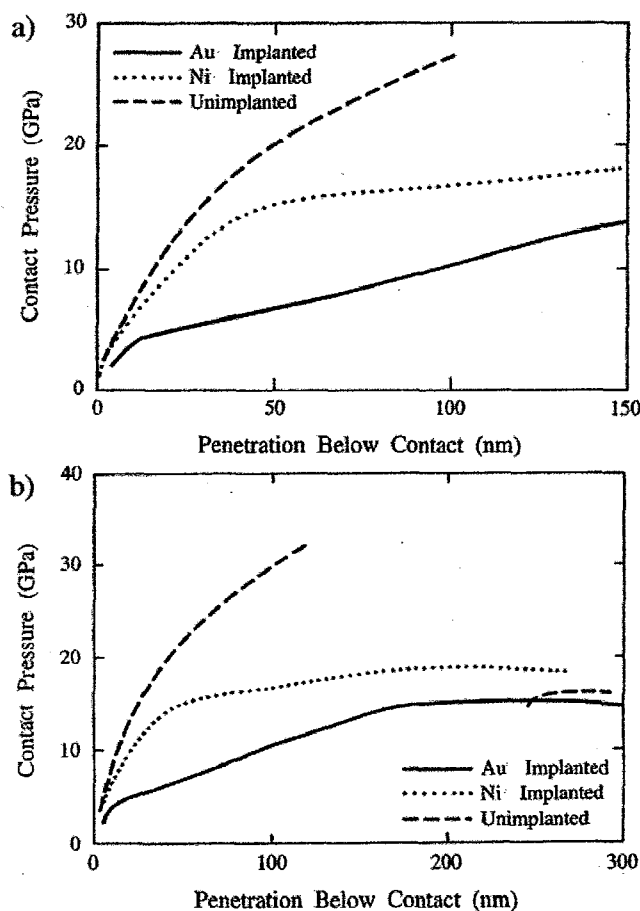 a)
30
20
10
0
Contact Pressure (GPa)
Au Implanted
Ni Implanted
Unimplanted
0 50 100 150
Penetration Below Contact (nm)
b)
40
30
20
10
0
Contact Pressure (GPa)
Au Implanted
Ni Implanted
Unimplanted
0 100 200 300
Penetration Below Contact (nm)